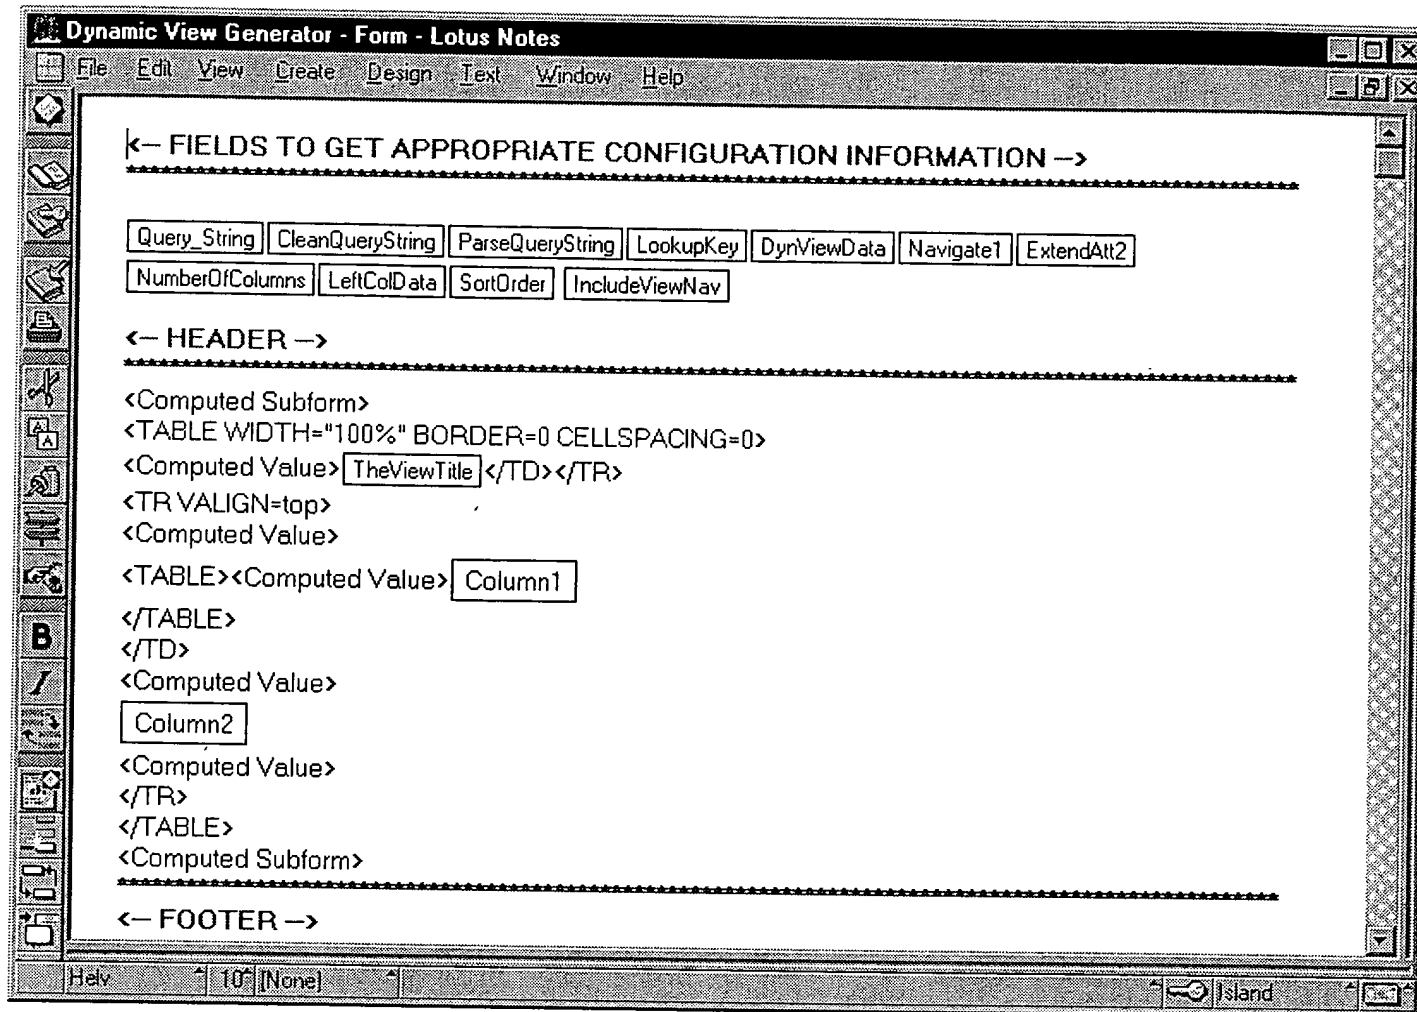 Dynamic View Generator - Form - Lotus Notes
File Edit View Create Design Text Window Help
<-- FIELDS TO GET APPROPRIATE CONFIGURATION INFORMATION -->
Query_String CleanQueryString ParseQueryString LookupKey DynViewData Navigate1 ExtendAtt2
NumberOfColumns LeftColData SortOrder IncludeViewNav
<-- HEADER -->
<Computed Subform>
<TABLE WIDTH="100%" BORDER=0 CELLSPACING=0>
<Computed Value> TheViewTitle </TD></TR>
<TR VALIGN=top>
<Computed Value>
<TABLE><Computed Value> Column1
</TABLE>
</TD>
<Computed Value>
Column2
<Computed Value>
</TR>
</TABLE>
<Computed Subform>
<-- FOOTER -->
Helv 10 [None] Island